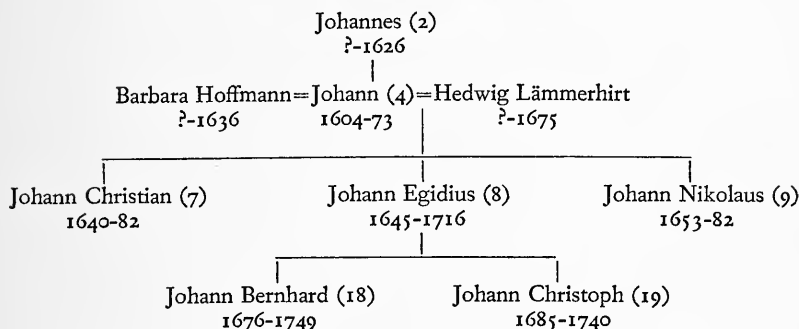 Johannes (2)
?-1626
Barbara Hoffmann=Johann (4)=Hedwig Lämmerhirt
?-1636 1604-73 ?-1675
Johann Christian (7) Johann Egidius (8) Johann Nikolaus (9)
1640-82 1645-1716 1653-82
Johann Bernhard (18) Johann Christoph (19)
1676-1749 1685-1740